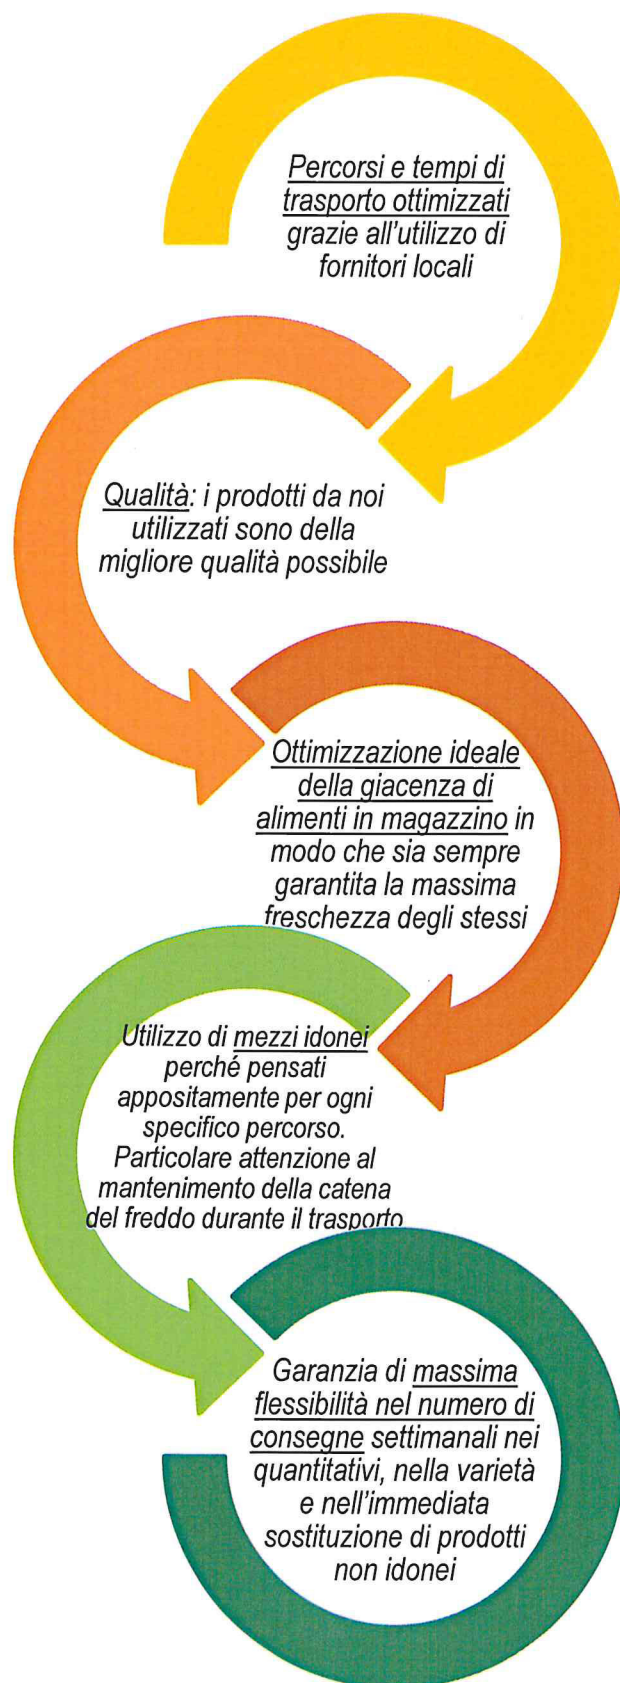 Percorsi e tempi di
trasporto ottimizzati
grazie all'utilizzo di
fornitori locali
Qualità: i prodotti da noi
utilizzati sono della
migliore qualità possibile
Ottimizzazione ideale
della giacenza di
alimenti in magazzino in
modo che sia sempre
garantita la massima
freschezza degli stessi
Utilizzo di mezzi idonei
perché pensati
appositamente per ogni
specifico percorso.
Particolare attenzione al
mantenimento della catena
del freddo durante il trasporto
Garanzia di massima
flessibilità nel numero di
consegne settimanali nei
quantitativi, nella varietà
e nell'immediata
sostituzione di prodotti
non idonei